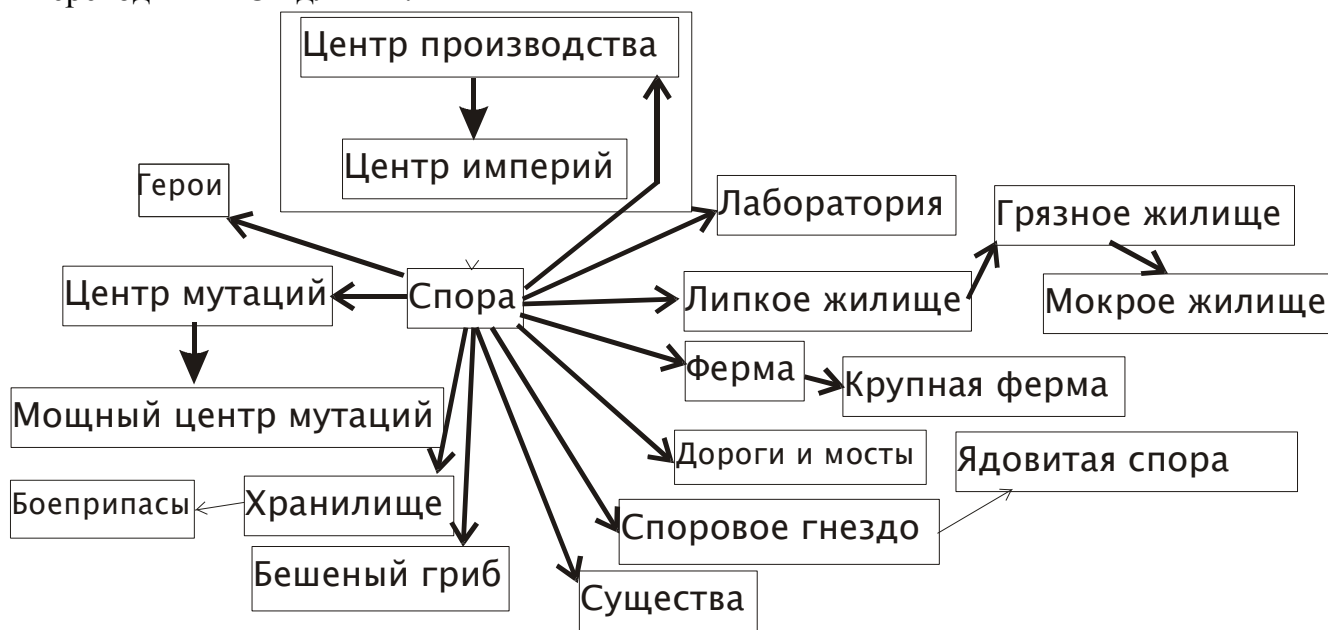 Центр производства
Центр империй
Герои
Лаборатория
Грязное жилище
Центр мутаций
Спора
Липкое жилище
Мокрое жилище
Ферма
Крупная ферма
Мощный центр мутаций
Дороги и мосты
Ядовитая спора
Боеприпасы
Хранилище
Споровое гнездо
Бешеный гриб
Существа